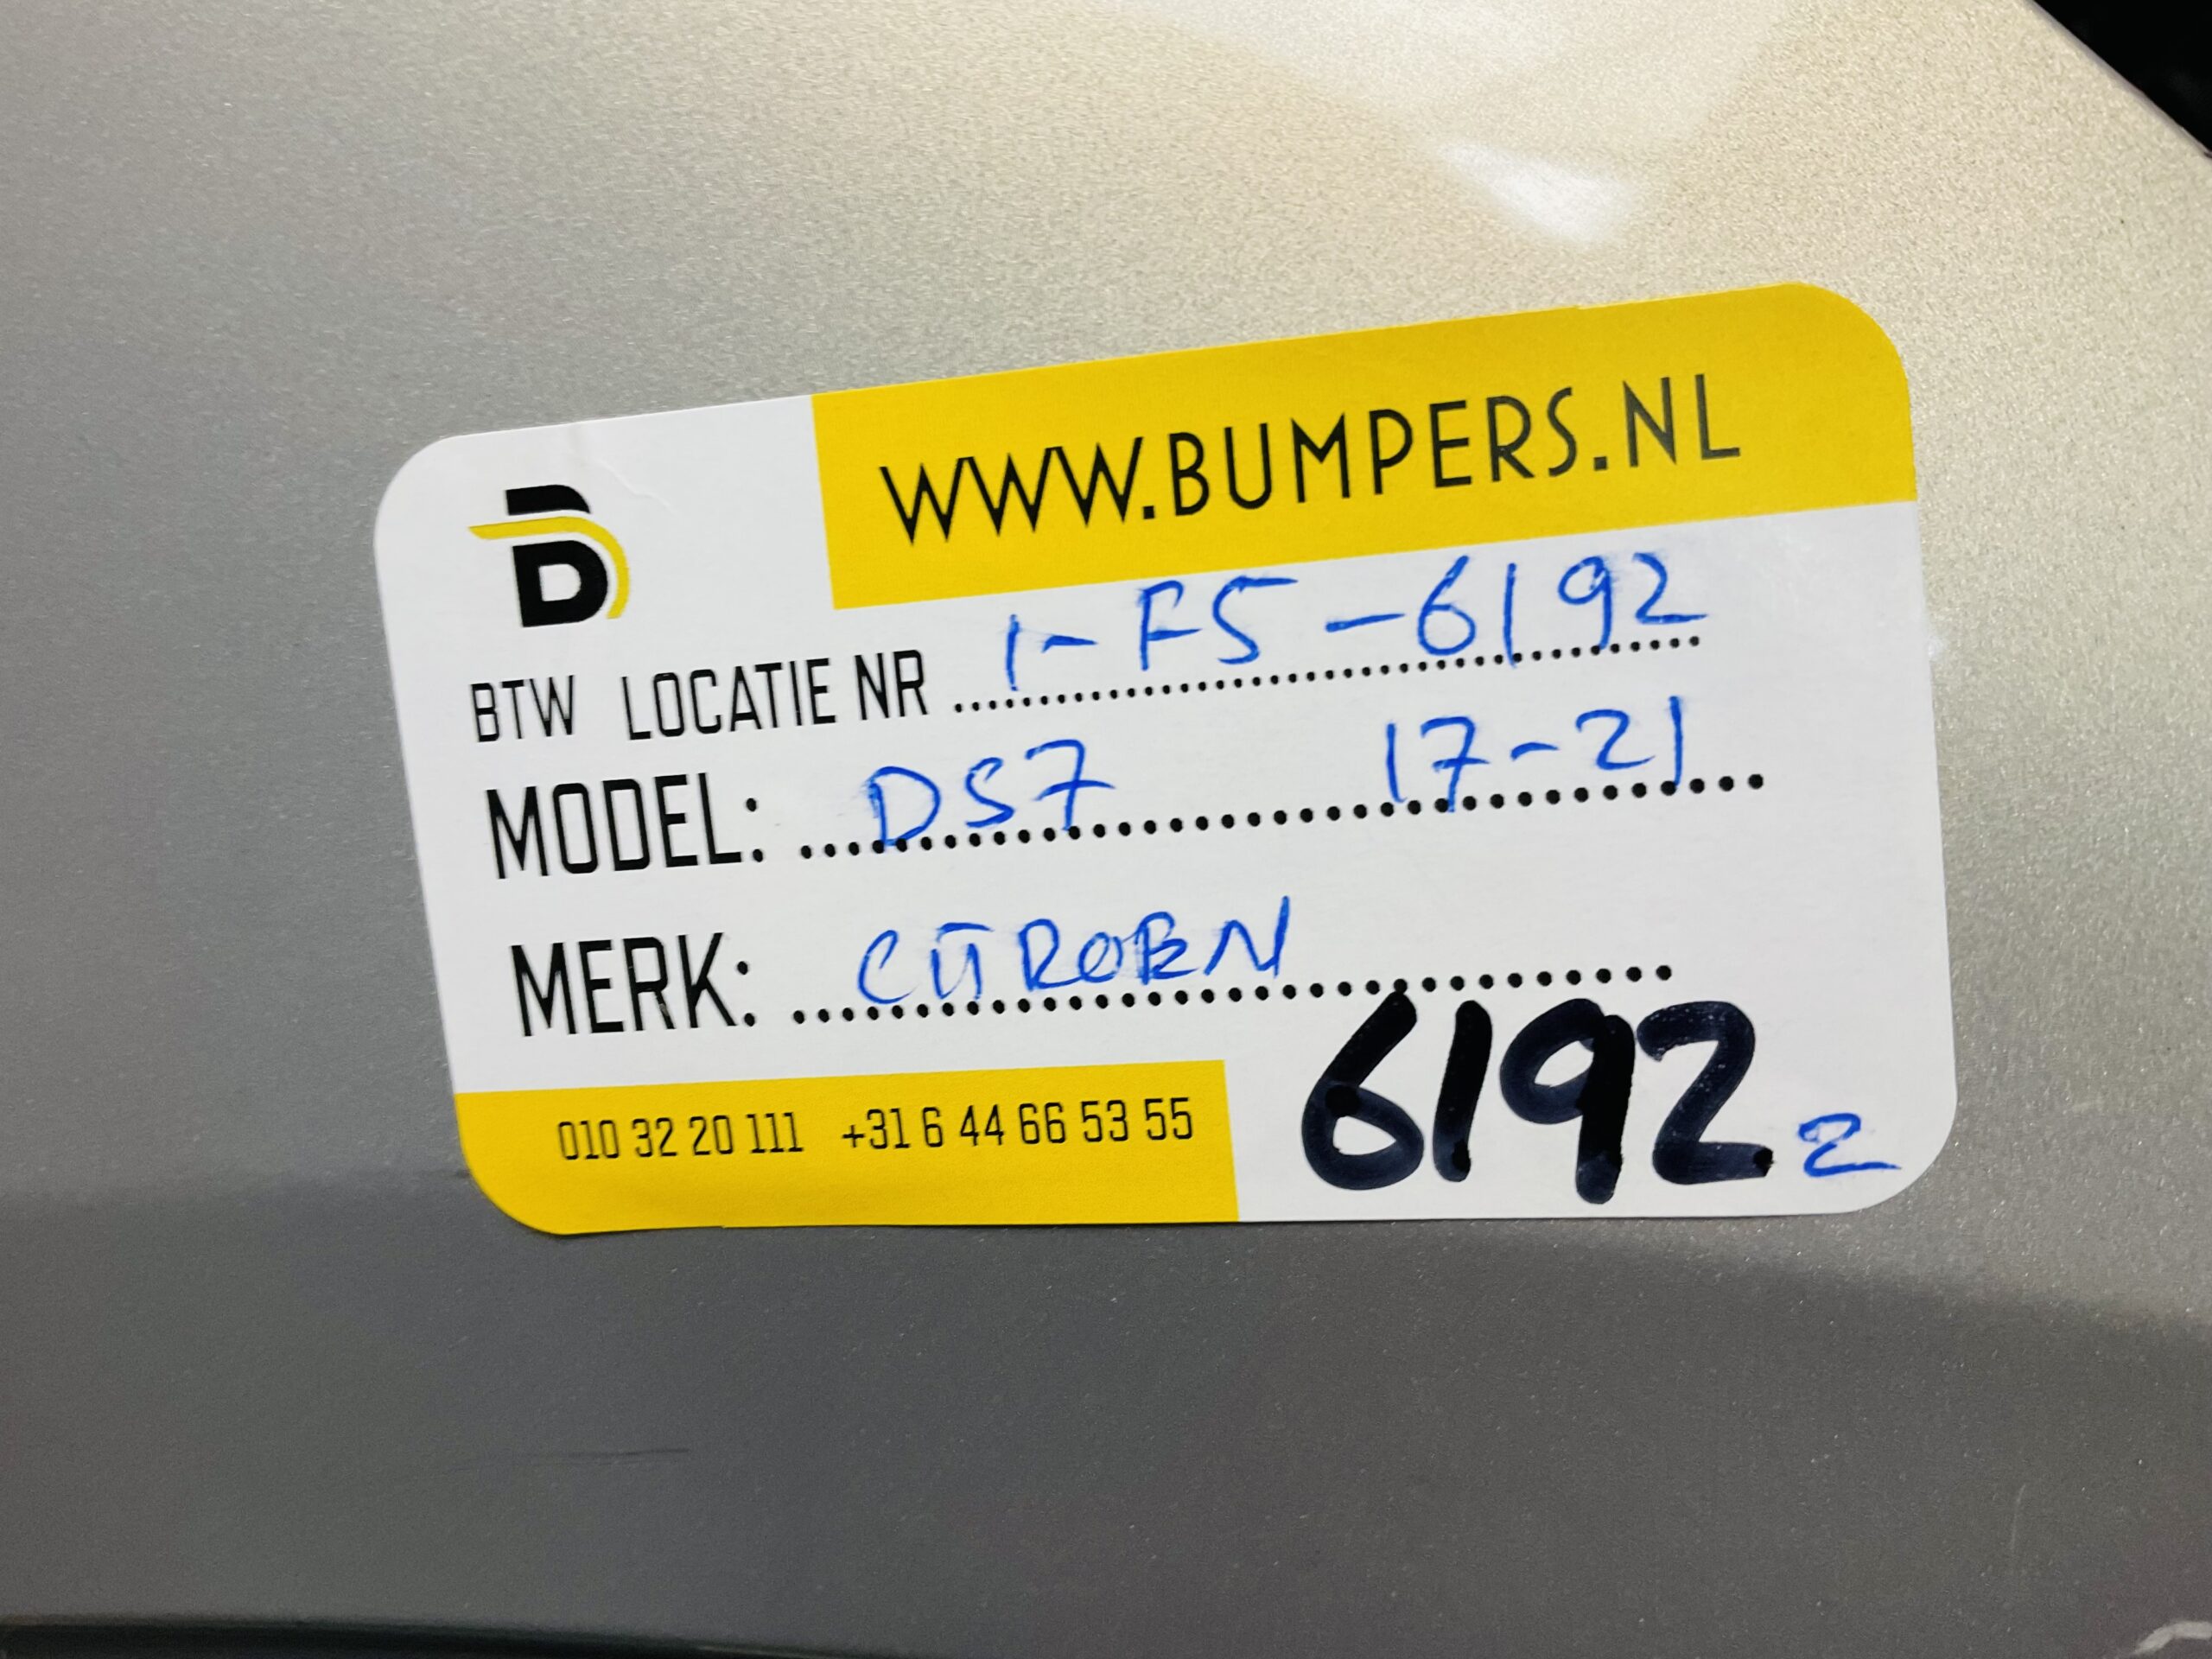 WWW.BUMPERS.NL
BTW LOCATIE NR 1-F5-6192
MODEL: DS7 17-21
MERK: CITROEN
010 32 20 111 +31 6 44 66 53 55
6192 2